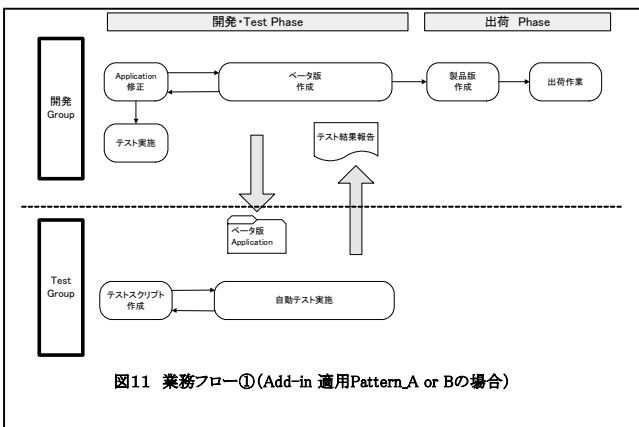 開発・Test Phase
出荷 Phase
開発
Group
Application
修正
ベータ版
作成
製品版
作成
出荷作業
テスト実施
テスト結果報告
ベータ版
Application
Test
Group
テストスクリプト
作成
自動テスト実施
図11 業務フロー①(Add-in 適用Pattern_A or Bの場合)